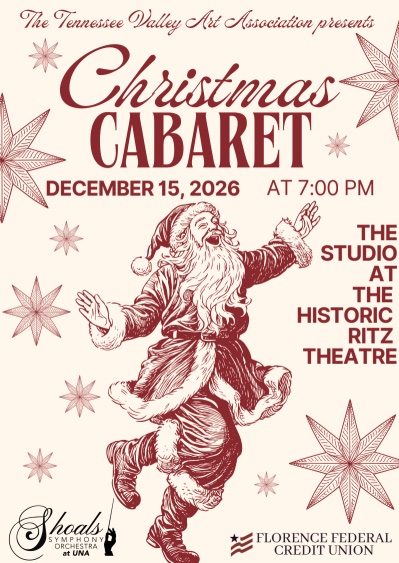 The Tennessee Valley Art Association presents
Christmas
CABARET
DECEMBER 15, 2026 AT 7:00 PM
THE
STUDIO
AT
THE
HISTORIC
RITZ
THEATRE
Shoals
SYMPHONY
ORCHESTRA
at UNA
FLORENCE FEDERAL
CREDIT UNION